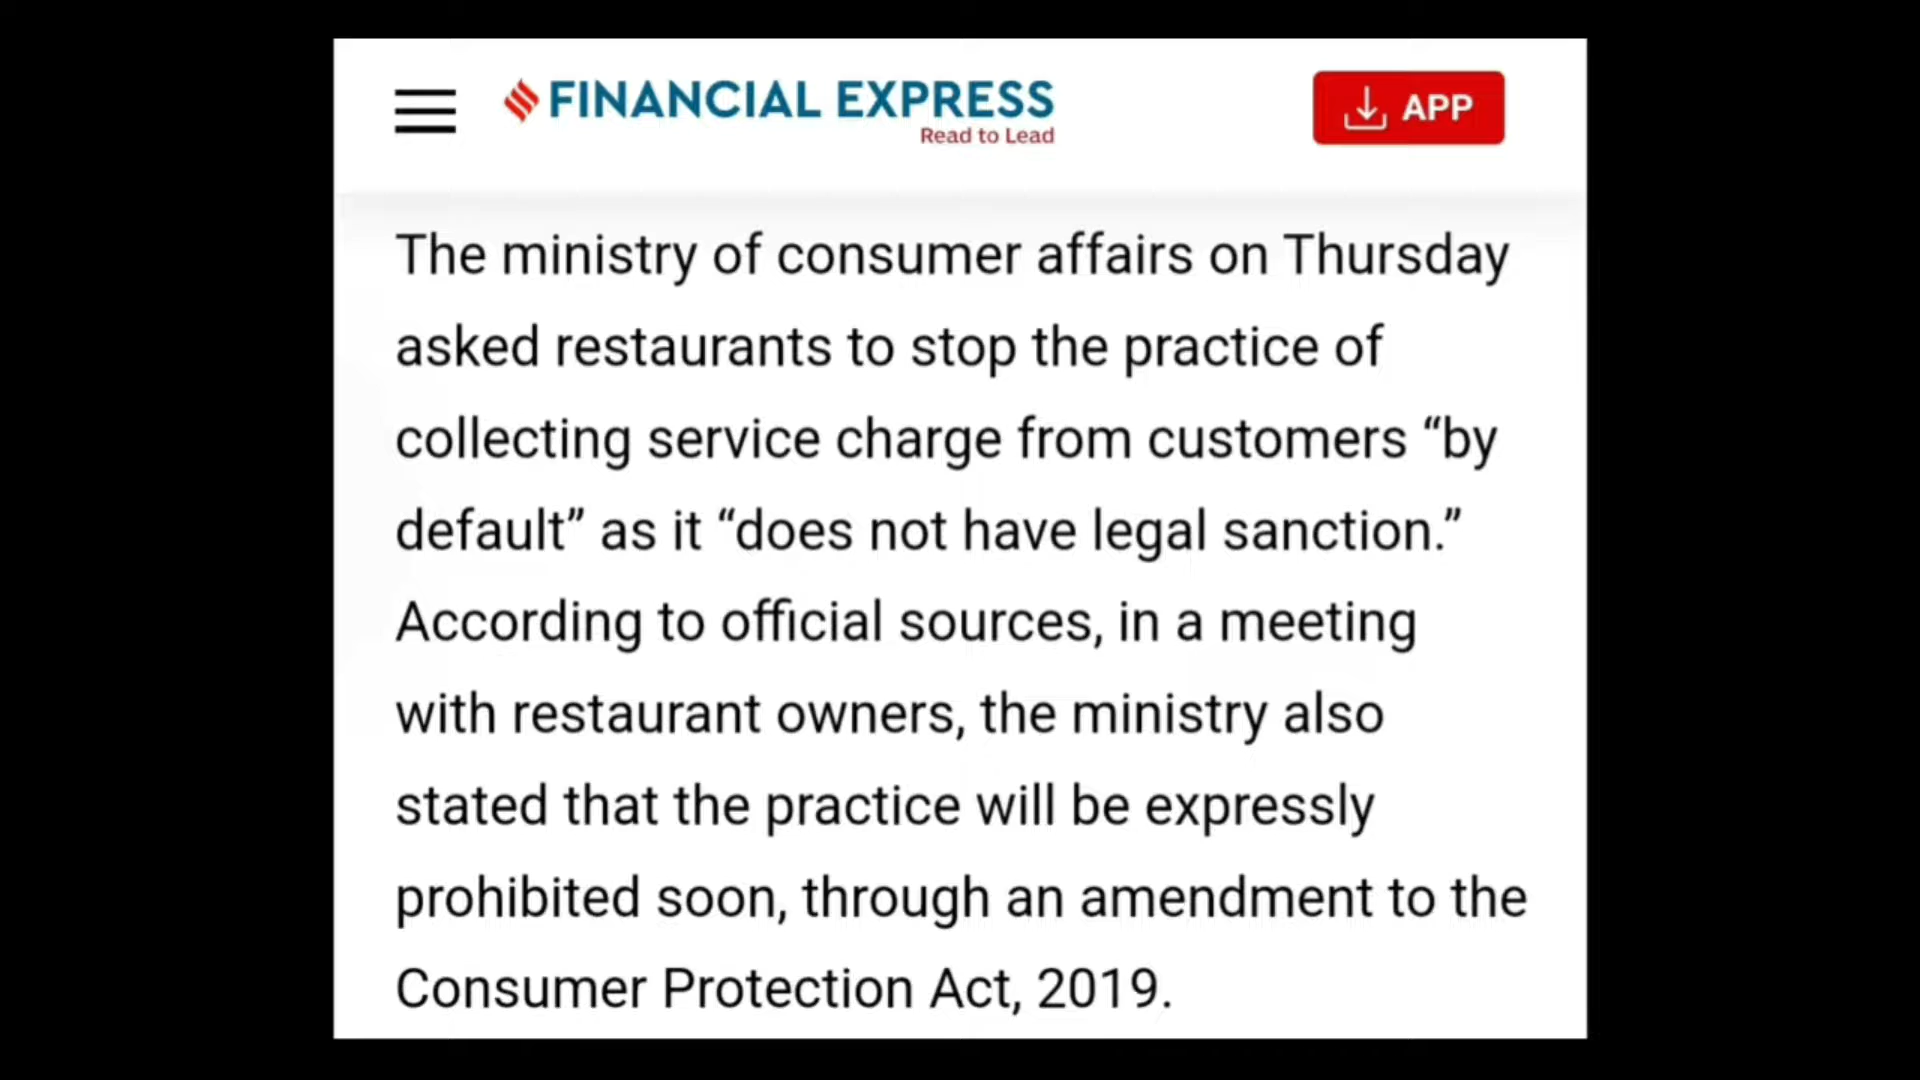 FINANCIAL EXPRESS
Read to Lead
APP
The ministry of consumer affairs on Thursday
asked restaurants to stop the practice of
collecting service charge from customers “by
default” as it “does not have legal sanction.”
According to official sources, in a meeting
with restaurant owners, the ministry also
stated that the practice will be expressly
prohibited soon, through an amendment to the
Consumer Protection Act, 2019.